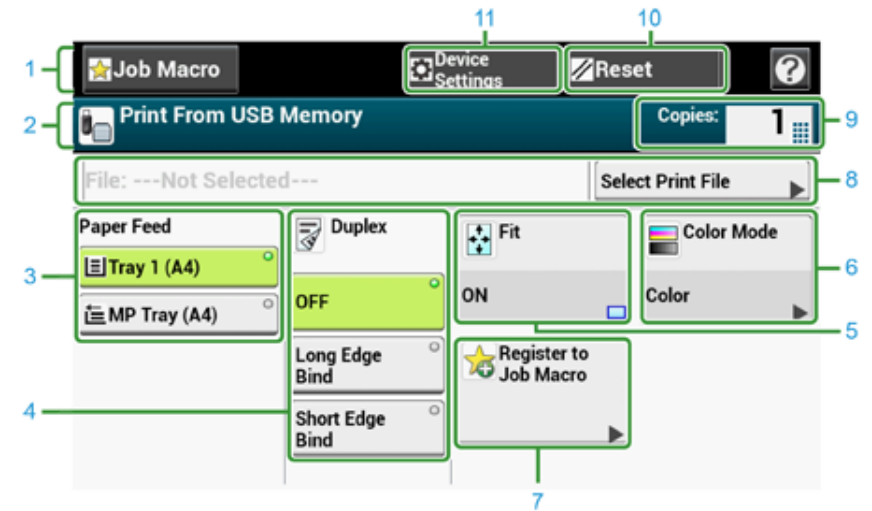 11
10
1
Job Macro
Device
Settings
Reset
?
2
Print From USB Memory
Copies:
1
9
File: ---Not Selected---
Select Print File
8
Paper Feed
Duplex
Fit
Color Mode
3
Tray 1 (A4)
OFF
ON
Color
6
MP Tray (A4)
5
Long Edge
Bind
Register to
Job Macro
4
Short Edge
Bind
7